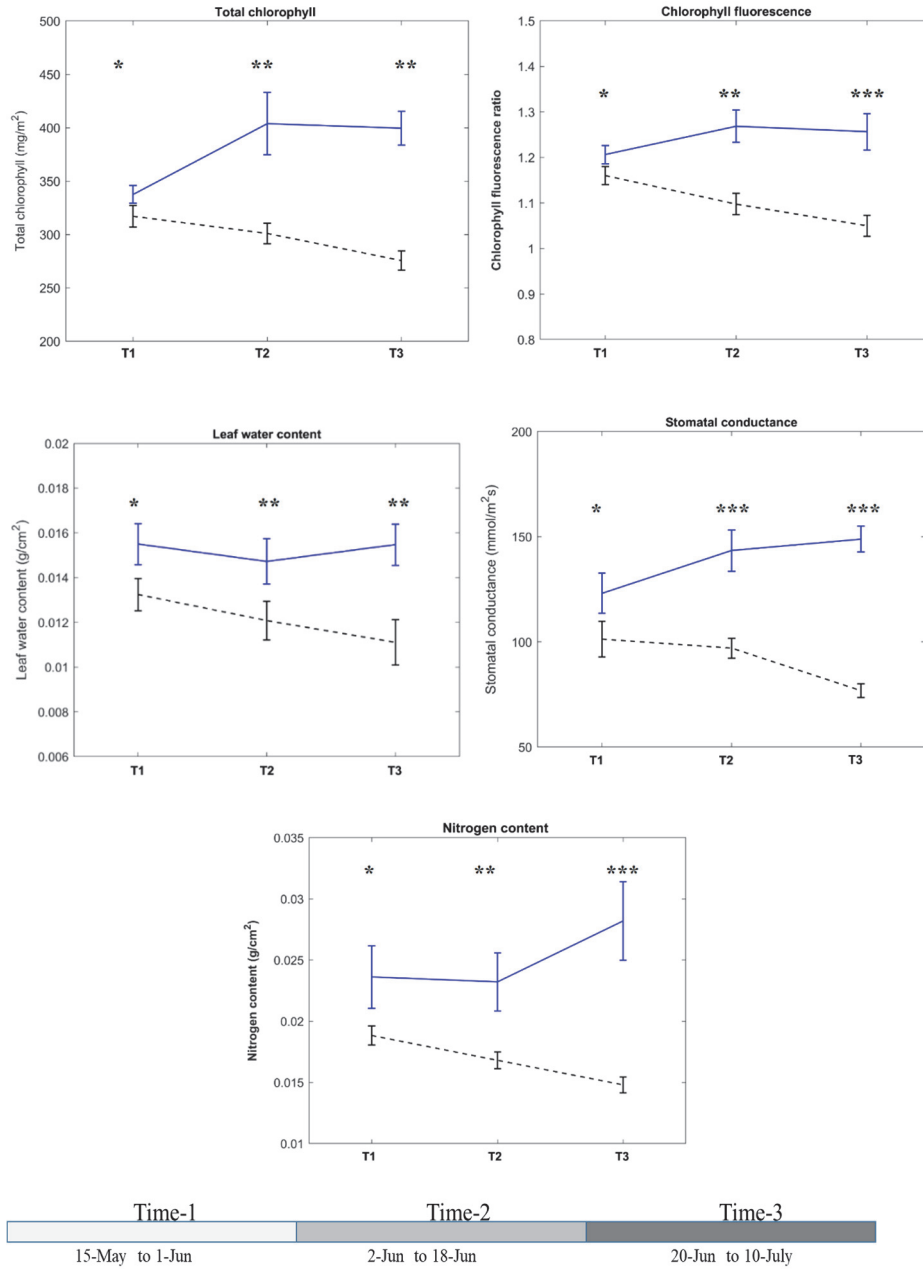 Total chlorophyll
500
450
400
350
300
250
200
Total chlorophyll (mg/m²)
* ** **
T1 T2 T3
Chlorophyll fluorescence
1.5
1.4
1.3
1.2
1.1
1
0.9
0.8
Chlorophyll fluorescence ratio
* ** ***
T1 T2 T3
Leaf water content
0.02
0.018
0.016
0.014
0.012
0.01
0.008
0.006
Leaf water content (g/cm²)
* ** **
T1 T2 T3
Stomatal conductance
200
150
100
50
Stomatal conductance (mmol/m²s)
* *** ***
T1 T2 T3
Nitrogen content
0.035
0.03
0.025
0.02
0.015
0.01
Nitrogen content (g/cm²)
* ** ***
T1 T2 T3
Time-1 Time-2 Time-3
15-May to 1-Jun 2-Jun to 18-Jun 20-Jun to 10-July